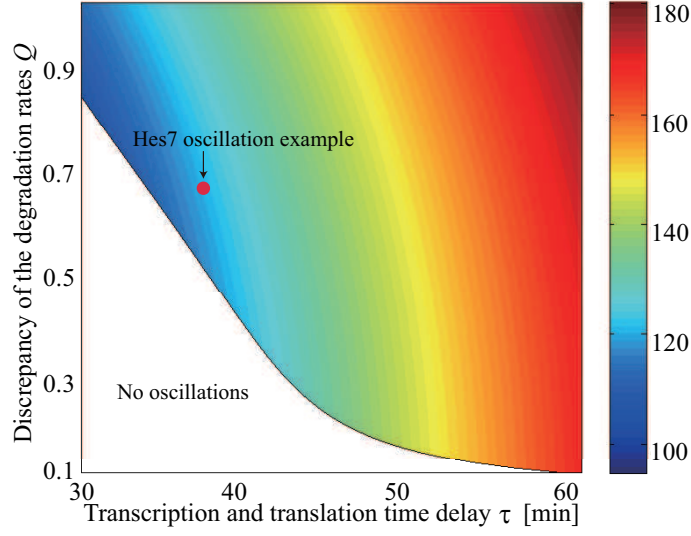 180
0.9
160
Hes7 oscillation example
0.7
140
0.5
120
0.3
No oscillations
100
0.1
30 40 50 60
Transcription and translation time delay τ [min]
Discrepancy of the degradation rates Q